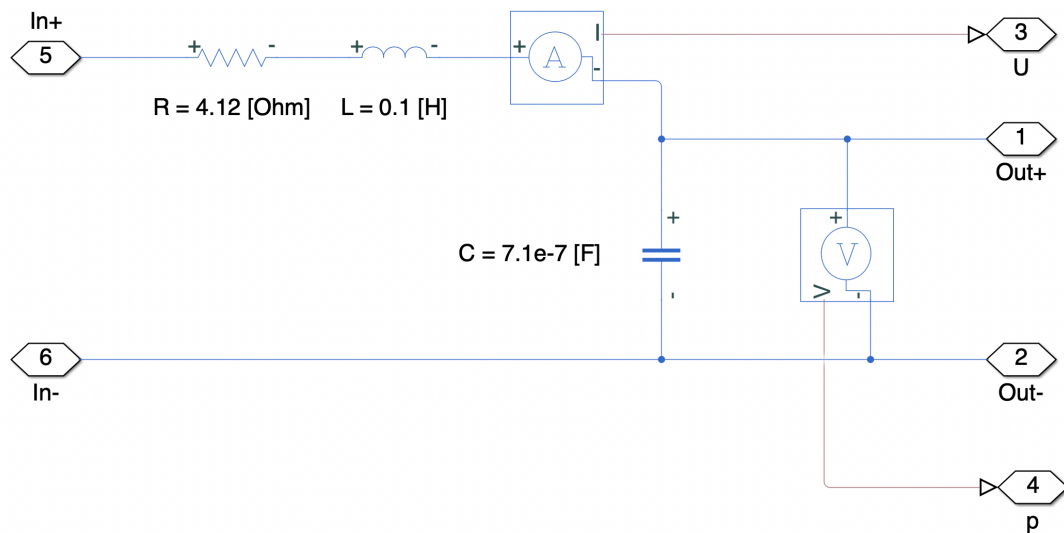 In+
5
+
-
+
-
+
A
I
-
3
U
R = 4.12 [Ohm]
L = 0.1 [H]
1
Out+
+
+
C = 7.1e-7 [F]
V
-
V
-
6
In-
2
Out-
4
p